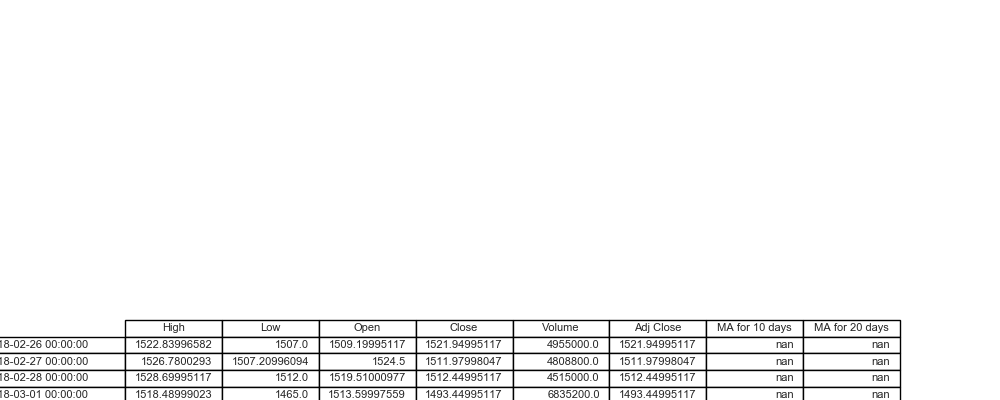 High Low Open Close Volume Adj Close MA for 10 days MA for 20 days
18-02-26 00:00:00 1522.83996582 1507.0 1509.19995117 1521.94995117 4955000.0 1521.94995117 nan nan
18-02-27 00:00:00 1526.7800293 1507.20996094 1524.5 1511.97998047 4808800.0 1511.97998047 nan nan
18-02-28 00:00:00 1528.69995117 1512.0 1519.51000977 1512.44995117 4515000.0 1512.44995117 nan nan
18-03-01 00:00:00 1518.48999023 1465.0 1513.59997559 1493.44995117 6835200.0 1493.44995117 nan nan